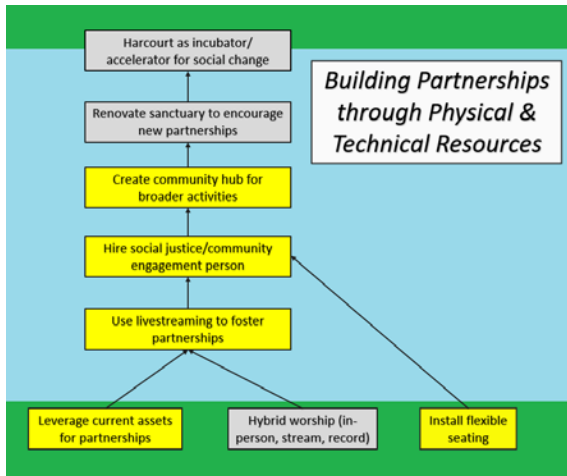 Harcourt as incubator/
accelerator for social change
Building Partnerships
through Physical &
Technical Resources
Renovate sanctuary to encourage
new partnerships
Create community hub for
broader activities
Hire social justice/community
engagement person
Use livestreaming to foster
partnerships
Leverage current assets
for partnerships
Hybrid worship (in-
person, stream, record)
Install flexible
seating